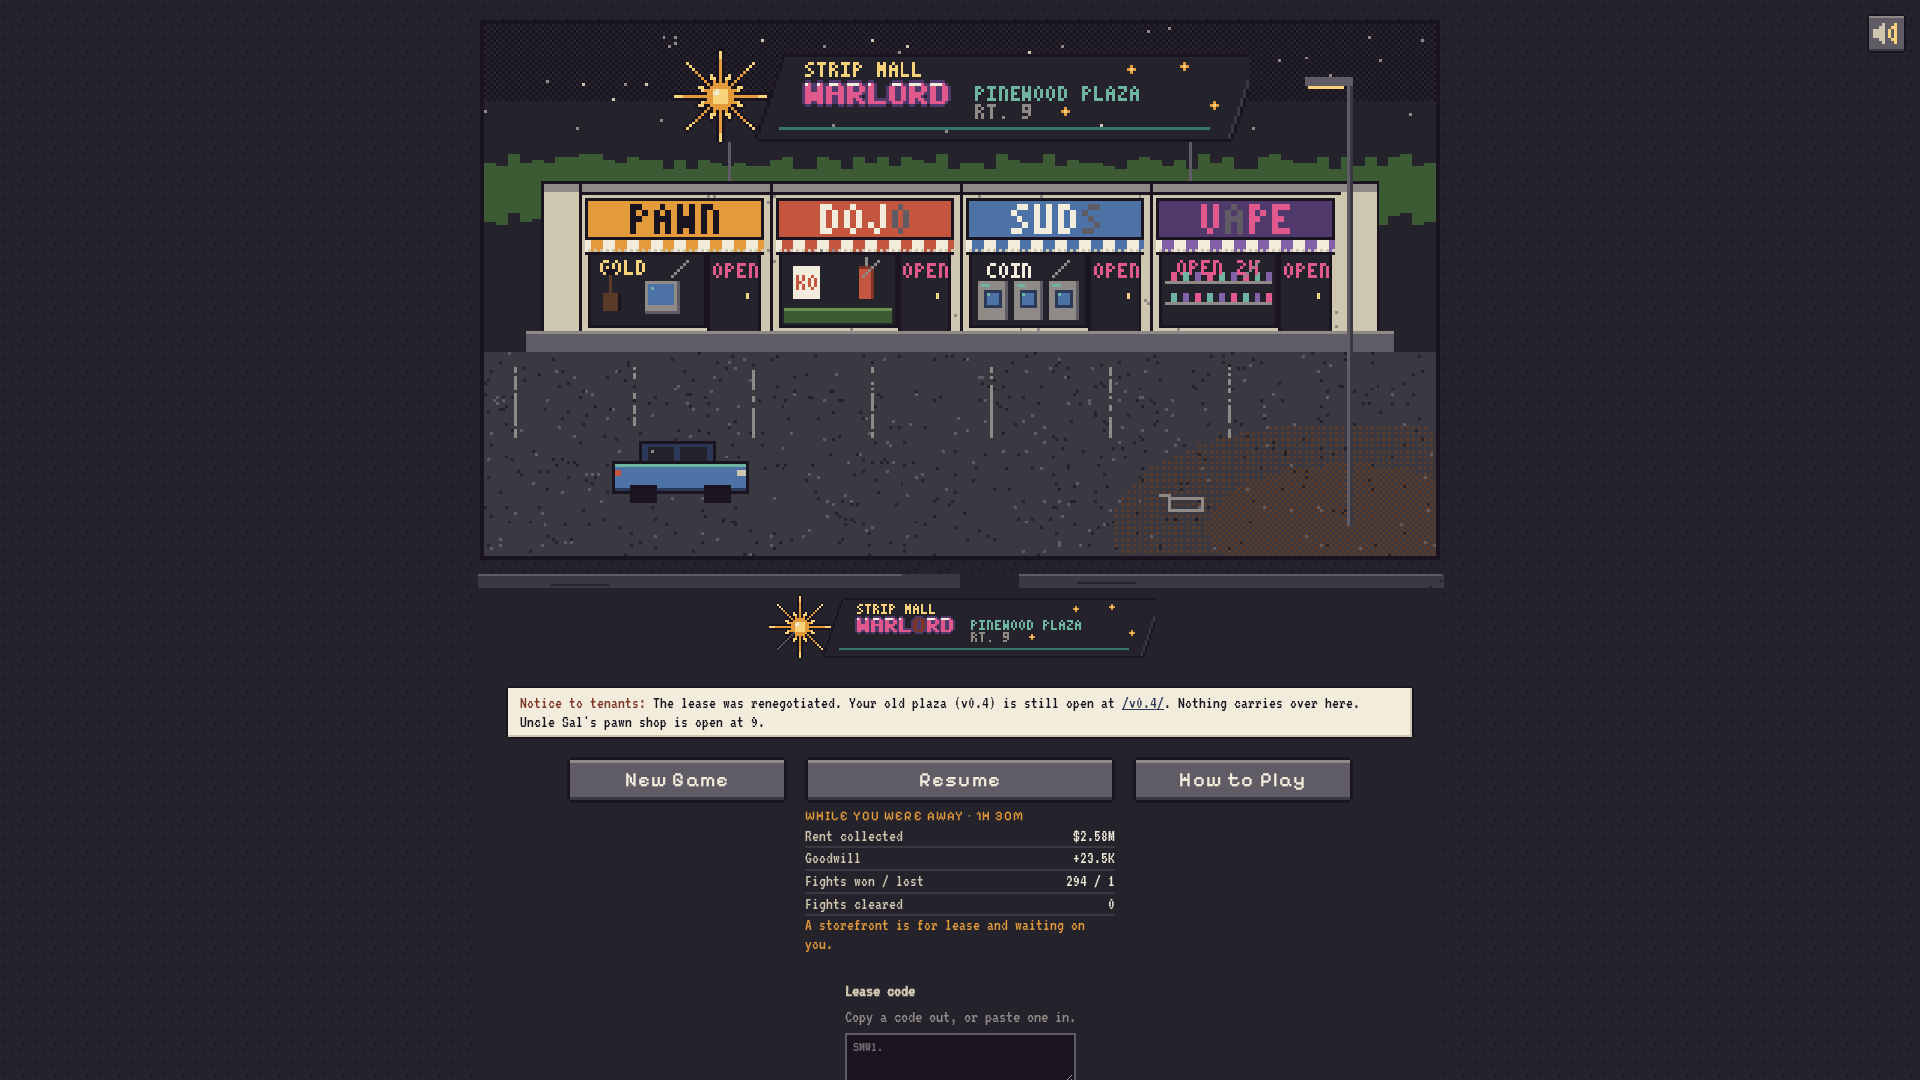 STRIP MALL
WARLORD
PINEWOOD PLAZA
RT. 9
PAWN
DOJO
SUDS
VAPE
GOLD
OPEN
KO
OPEN
COIN
OPEN
OPEN 24
OPEN
STRIP MALL
WARLORD
PINEWOOD PLAZA
RT. 9
Notice to tenants: The lease was renegotiated. Your old plaza (v0.4) is still open at /v0.4/. Nothing carries over here.
Uncle Sal's pawn shop is open at 9.
New Game
Resume
How to Play
WHILE YOU WERE AWAY · 1H 30M
Rent collected $2.58M
Goodwill +23.5K
Fights won / lost 294 / 1
Fights cleared 0
A storefront is for lease and waiting on
you.
Lease code
Copy a code out, or paste one in.
SMW1.